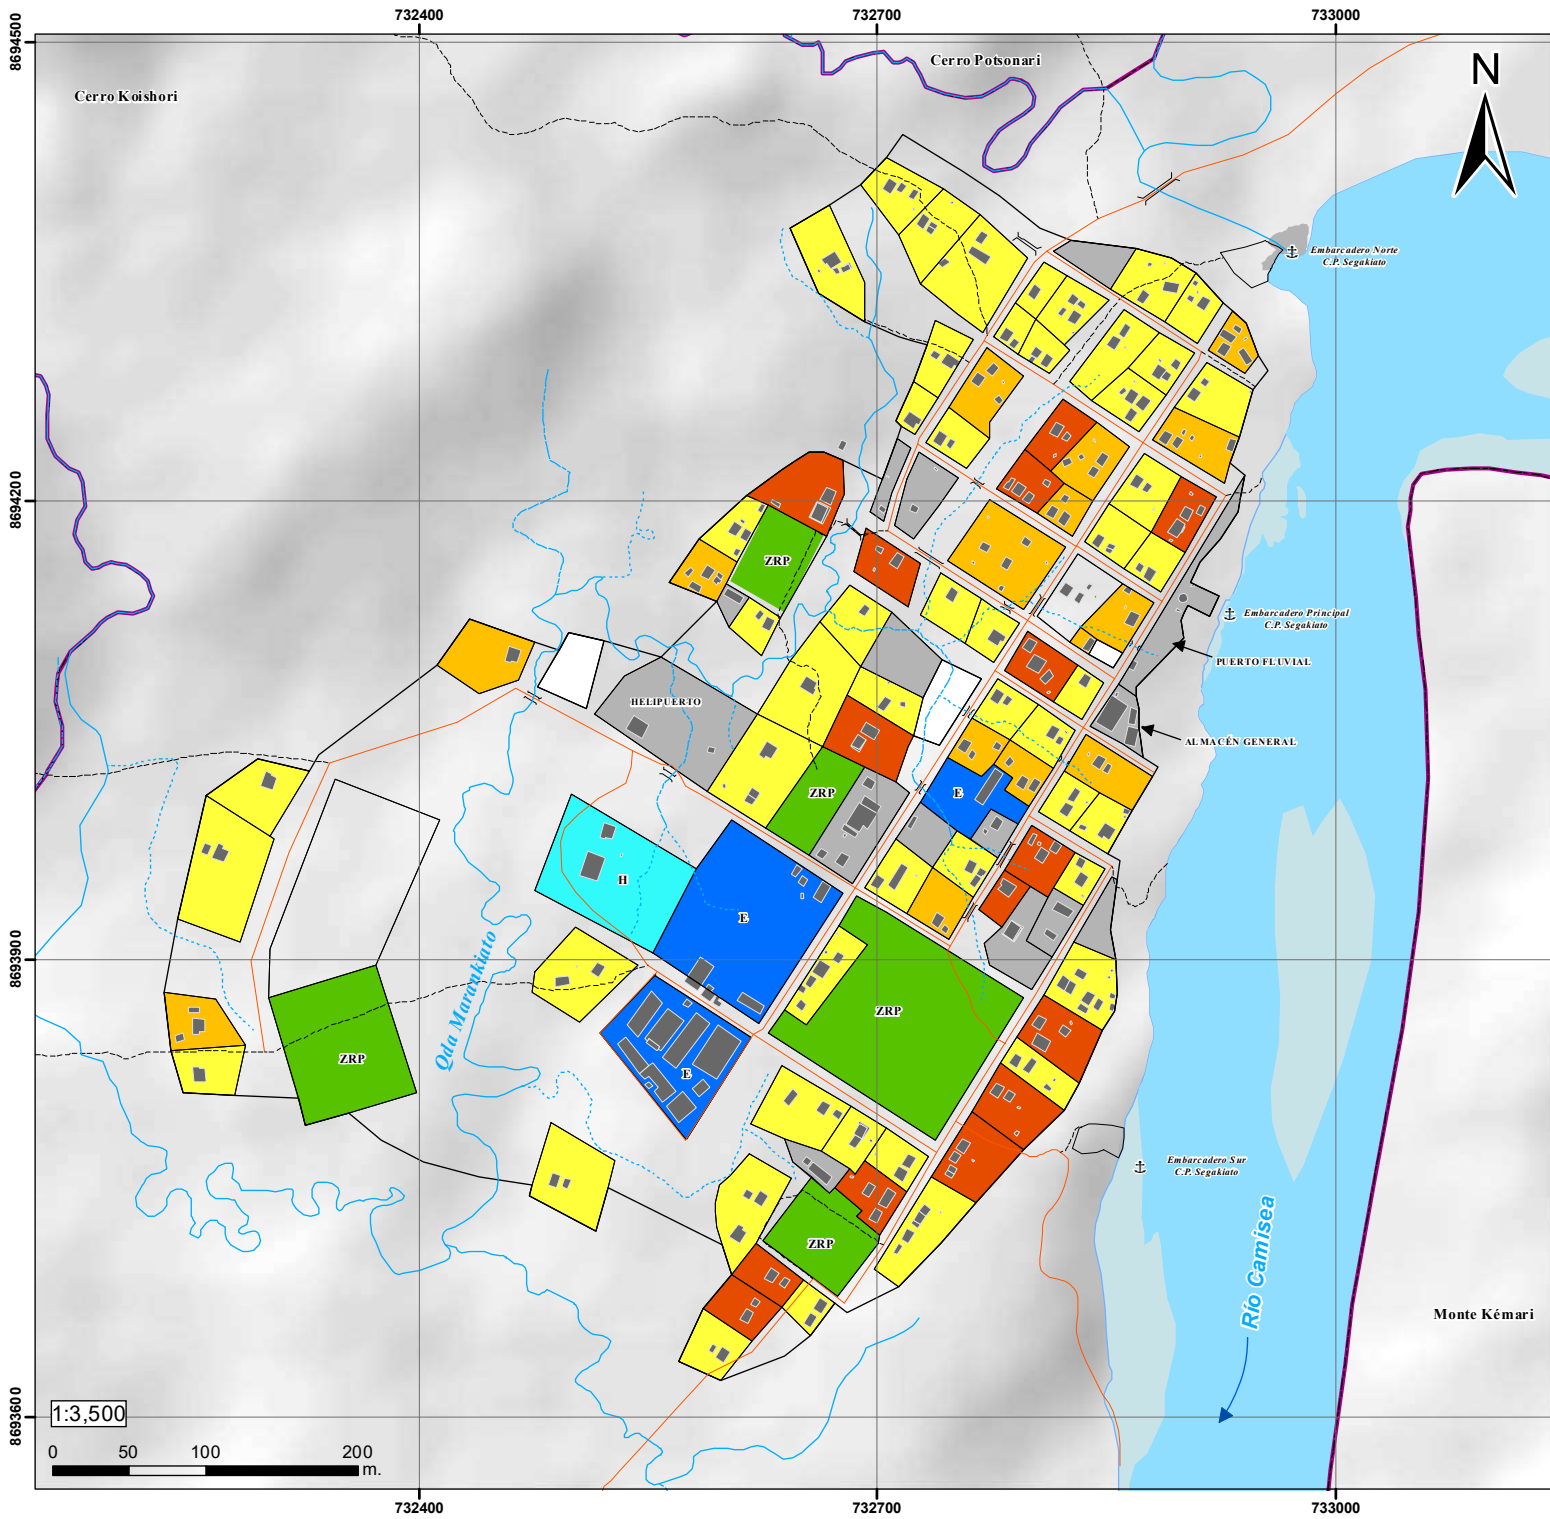 732400
732700
733000
8694500
8694200
8693900
8693600
N
Cerro Koishori
Cerro Potsonari
Embarcadero Norte
C.P. Segakiato
ZRP
Embarcadero Principal
C.P. Segakiato
PUERTO FLUVIAL
HELIPUERTO
ALMACÉN GENERAL
ZRP
E
H
E
Qda Marankiato
ZRP
ZRP
E
Embarcadero Sur
C.P. Segakiato
ZRP
Río Camisea
Monte Kémari
1:3,500
0 50 100 200
m.
732400
732700
733000